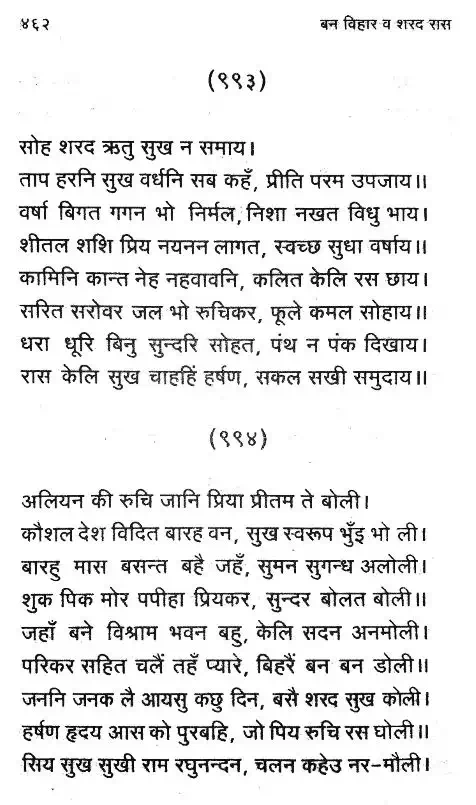 ४६२ बन विहार व शरद रास
(९९३)
सोह शरद ऋतु सुख न समाय।
ताप हरनि सुख वर्धनि सब कहँ, प्रीति परम उपजाय॥
वर्षा बिगत गगन भो निर्मल, निशा नखत विधु भाय।
शीतल शशि प्रिय नयनन लागत, स्वच्छ सुधा वर्षाय॥
कामिनि कान्त नेह नहवावनि, कलित केलि रस छाय।
सरित सरोवर जल भो रुचिकर, फूले कमल सोहाय॥
धरा धूरि बिनु सुन्दरि सोहत, पंथ न पंक दिखाय।
रास केलि सुख चाहहिं हर्षण, सकल सखी समुदाय॥
(९९४)
अलियन की रुचि जानि प्रिया प्रीतम ते बोली।
कौशल देश विदित बारह वन, सुख स्वरूप भुँइ भो ली।
बारहु मास बसन्त बहै जहँ, सुमन सुगन्ध अलोली।
शुक पिक मोर पपीहा प्रियकर, सुन्दर बोलत बोली॥
जहाँ बने विश्राम भवन बहु, केलि सदन अनमोली।
परिकर सहित चलैं तहँ प्यारे, बिहरैं बन बन डोली॥
जननि जनक लै आयसु कछु दिन, बसै शरद सुख कोली।
हर्षण हृदय आस को पुरबहि, जो पिय रुचि रस घोली॥
सिय सुख सुखी राम रघुनन्दन, चलन कहेउ नर-मौली।